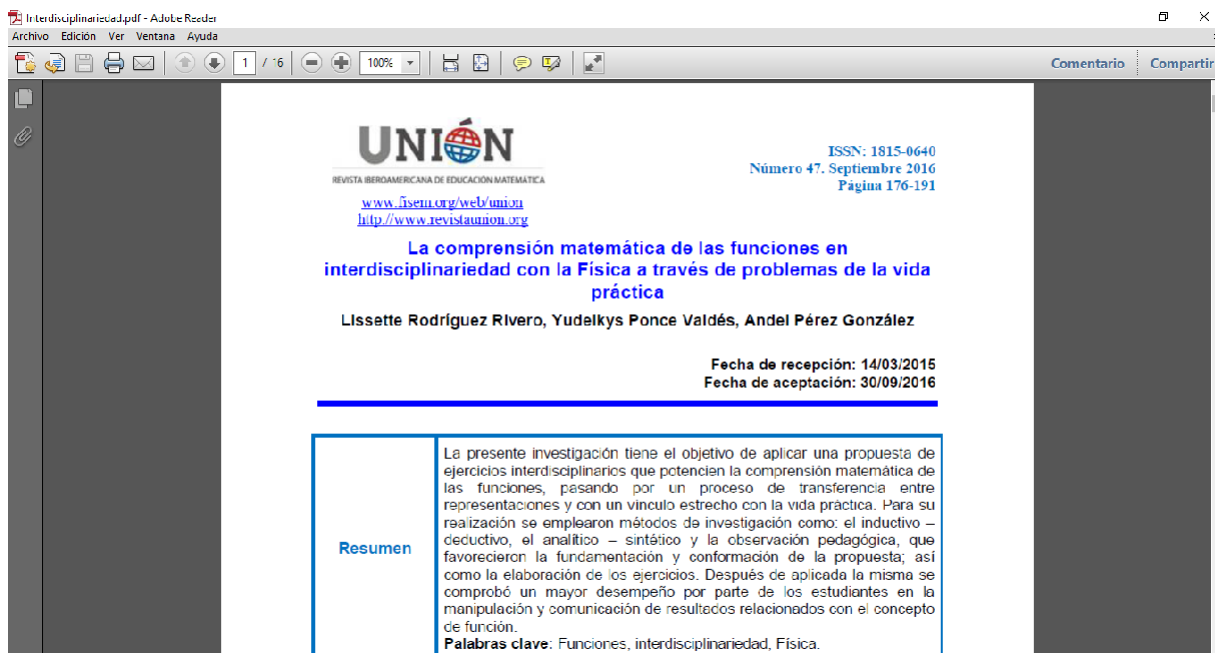 Interdisciplinariedad.pdf - Adobe Reader
Archivo Edición Ver Ventana Ayuda
1 / 16 100% Comentario Compartir
UNIÓN
REVISTA IBEROAMERICANA DE EDUCACIÓN MATEMÁTICA
www.fisem.org/web/union
http://www.revistaunion.org
ISSN: 1815-0640
Número 47. Septiembre 2016
Página 176-191
La comprensión matemática de las funciones en
interdisciplinariedad con la Física a través de problemas de la vida
práctica
Lissette Rodríguez Rivero, Yudelkys Ponce Valdés, Andel Pérez González
Fecha de recepción: 14/03/2015
Fecha de aceptación: 30/09/2016
Resumen
La presente investigación tiene el objetivo de aplicar una propuesta de
ejercicios interdisciplinarios que potencien la comprensión matemática de
las funciones, pasando por un proceso de transferencia entre
representaciones y con un vínculo estrecho con la vida práctica. Para su
realización se emplearon métodos de investigación como: el inductivo –
deductivo, el analítico – sintético y la observación pedagógica, que
favorecieron la fundamentación y conformación de la propuesta; así
como la elaboración de los ejercicios. Después de aplicada la misma se
comprobó un mayor desempeño por parte de los estudiantes en la
manipulación y comunicación de resultados relacionados con el concepto
de función.
Palabras clave: Funciones, interdisciplinariedad, Física.